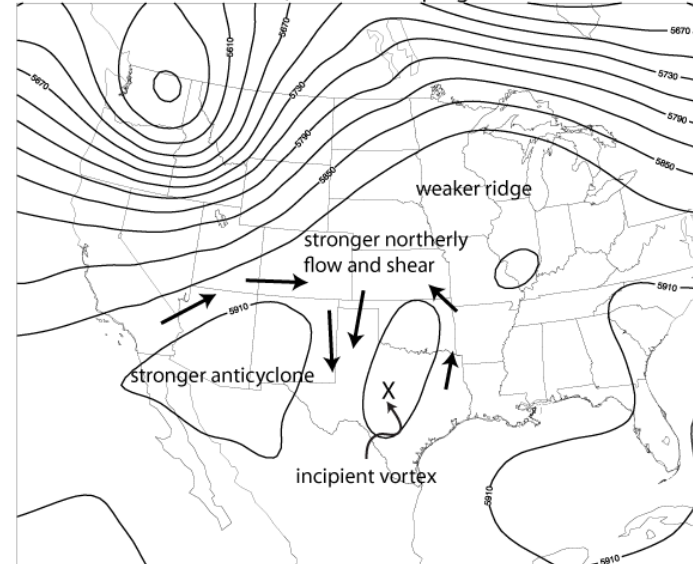 5670
5610
5670
5670
5730
5730
5790
5790
5850
5850
weaker ridge
stronger northerly
flow and shear
5910
5910
stronger anticyclone
X
incipient vortex
5910
5910